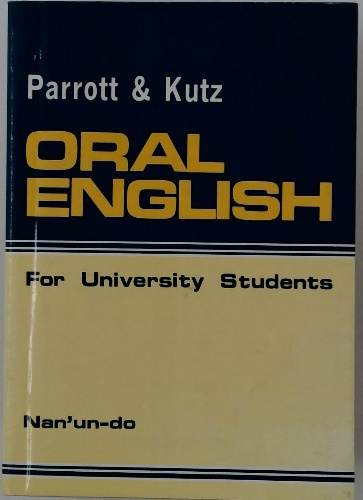 Parrott & Kutz
ORAL
ENGLISH
For University Students
Nan'un-do